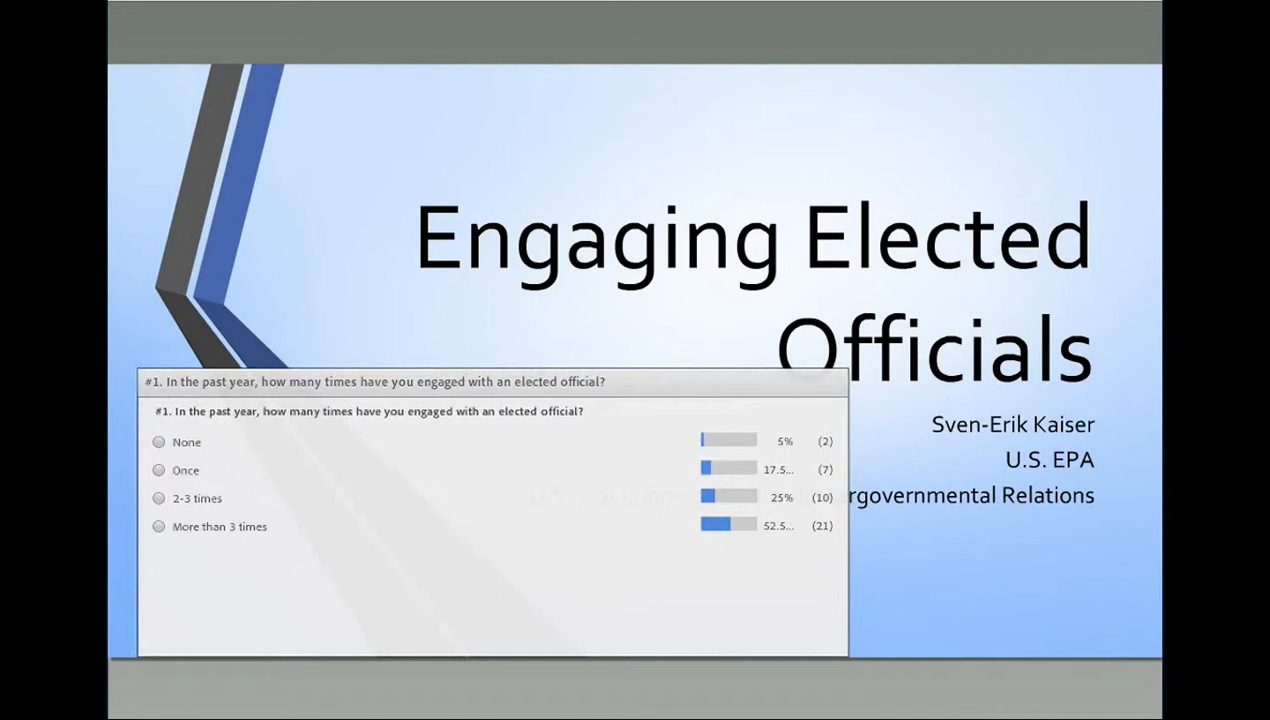 Engaging Elected
Officials
Sven-Erik Kaiser
U.S. EPA
rgovernmental Relations
#1. In the past year, how many times have you engaged with an elected official?
#1. In the past year, how many times have you engaged with an elected official?
None 5% (2)
Once 17.5... (7)
2-3 times 25% (10)
More than 3 times 52.5... (21)